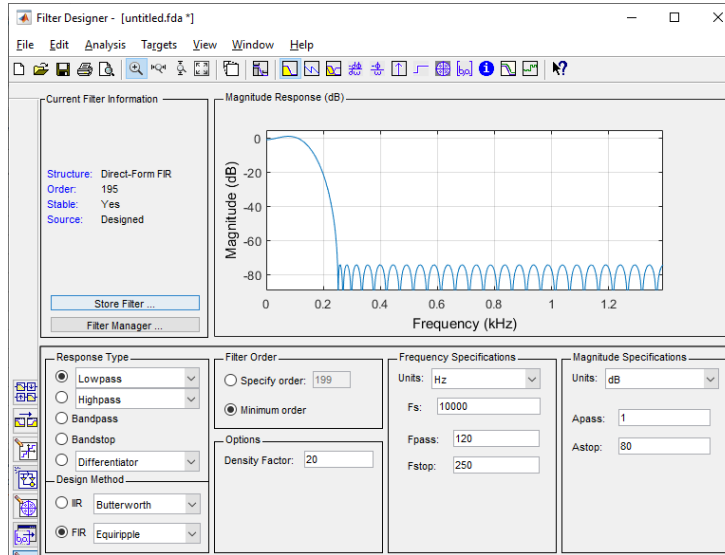 Filter Designer - [untitled.fda *]
File Edit Analysis Targets View Window Help
Current Filter Information
Structure: Direct-Form FIR
Order: 195
Stable: Yes
Source: Designed
Store Filter ...
Filter Manager ...
Magnitude Response (dB)
Magnitude (dB)
0
-20
-40
-60
-80
0 0.2 0.4 0.6 0.8 1 1.2
Frequency (kHz)
Response Type
Lowpass
Highpass
Bandpass
Bandstop
Differentiator
Design Method
IIR Butterworth
FIR Equiripple
Filter Order
Specify order: 199
Minimum order
Options
Density Factor: 20
Frequency Specifications
Units: Hz
Fs: 10000
Fpass: 120
Fstop: 250
Magnitude Specifications
Units: dB
Apass: 1
Astop: 80